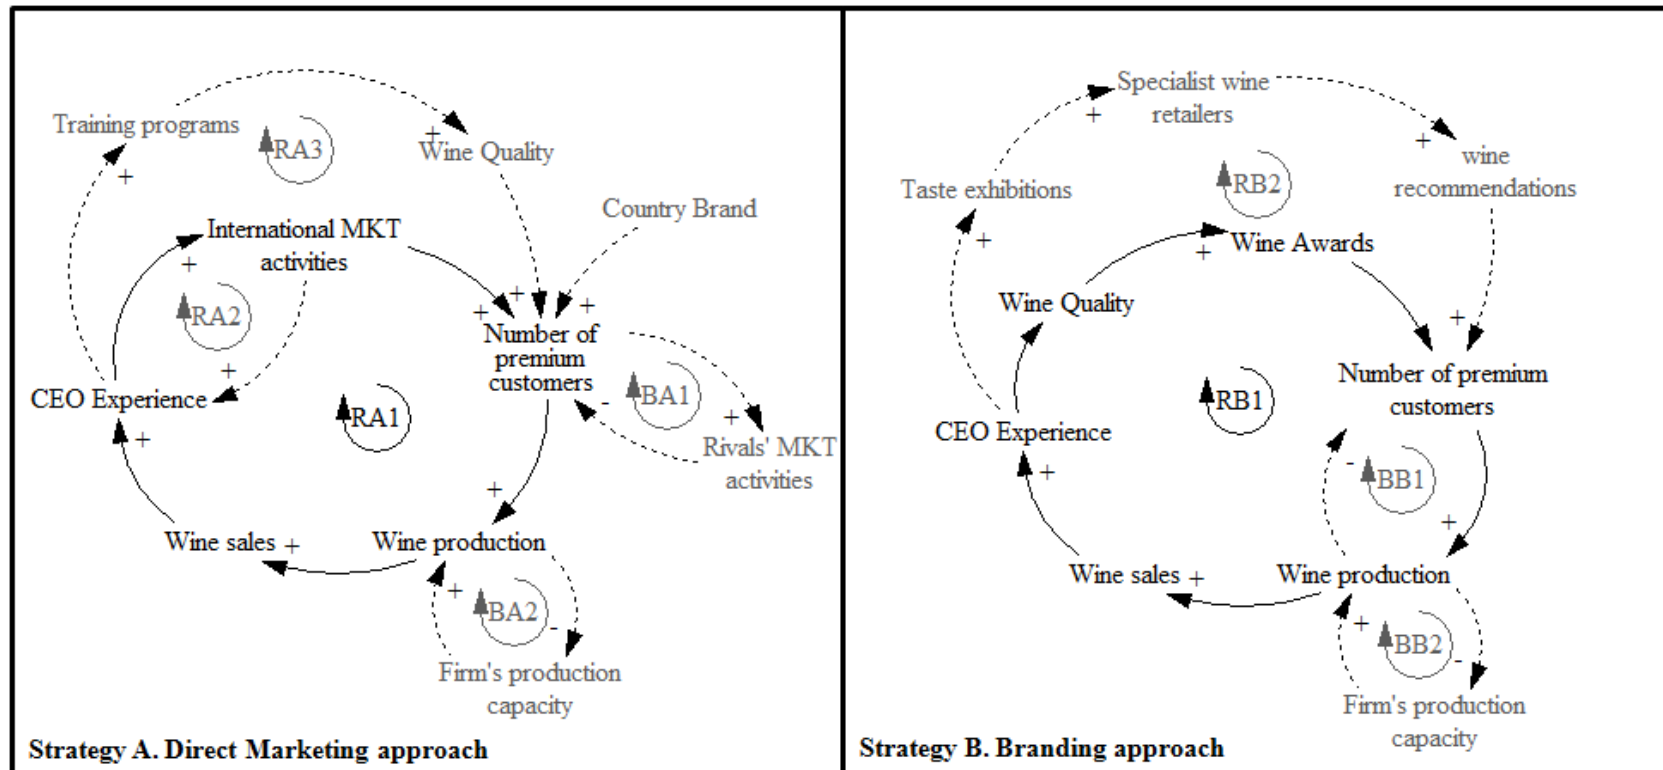 Training programs
RA3
+
Wine Quality
+
Country Brand
International MKT
activities
+
RA2
+
+
+
+
Number of
premium
customers
CEO Experience
+
RA1
-
BA1
+
Rivals' MKT
activities
+
Wine sales +
Wine production
+
BA2
-
Firm's production
capacity
Strategy A. Direct Marketing approach
Specialist wine
retailers
+
+
wine
recommendations
Taste exhibitions
RB2
+
Wine Awards
+
Wine Quality
+
Number of premium
customers
RB1
CEO Experience
+
-
BB1
+
Wine sales +
Wine production
+
BB2
-
Firm's production
capacity
Strategy B. Branding approach